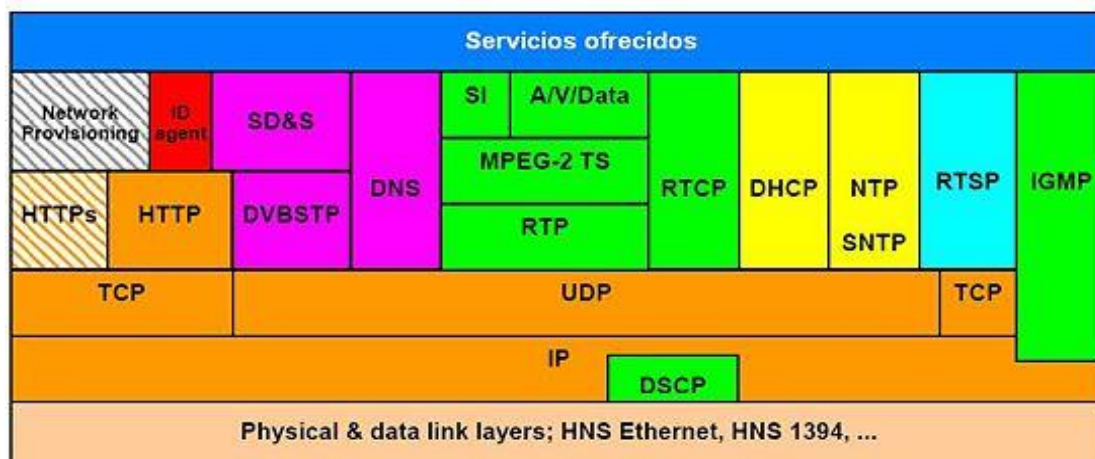 Servicios ofrecidos
Network
Provisioning
ID
agent
SD&S
SI
A/V/Data
MPEG-2 TS
RTP
DNS
RTCP
DHCP
NTP
SNTP
RTSP
IGMP
HTTPs
HTTP
DVBSTP
TCP
UDP
TCP
IP
DSCP
Physical & data link layers; HNS Ethernet, HNS 1394, ...